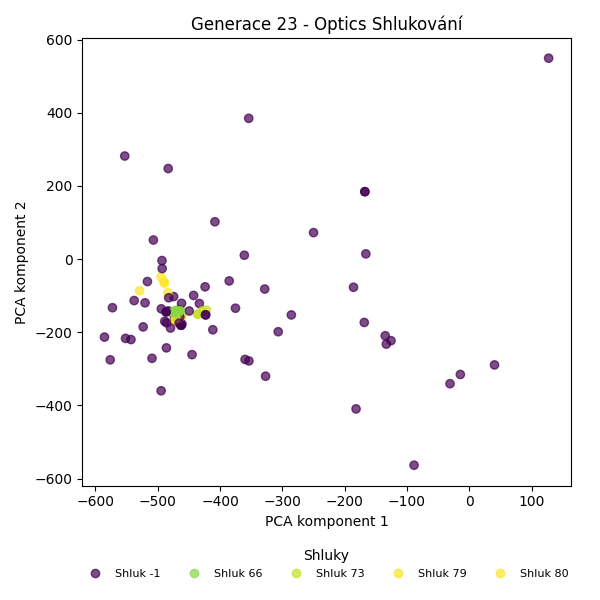 Generace 23 - Optics Shlukování
600
400
200
0
−200
−400
−600
PCA komponent 2
−600 −500 −400 −300 −200 −100 0 100
PCA komponent 1
Shluky
Shluk -1 Shluk 66 Shluk 73 Shluk 79 Shluk 80